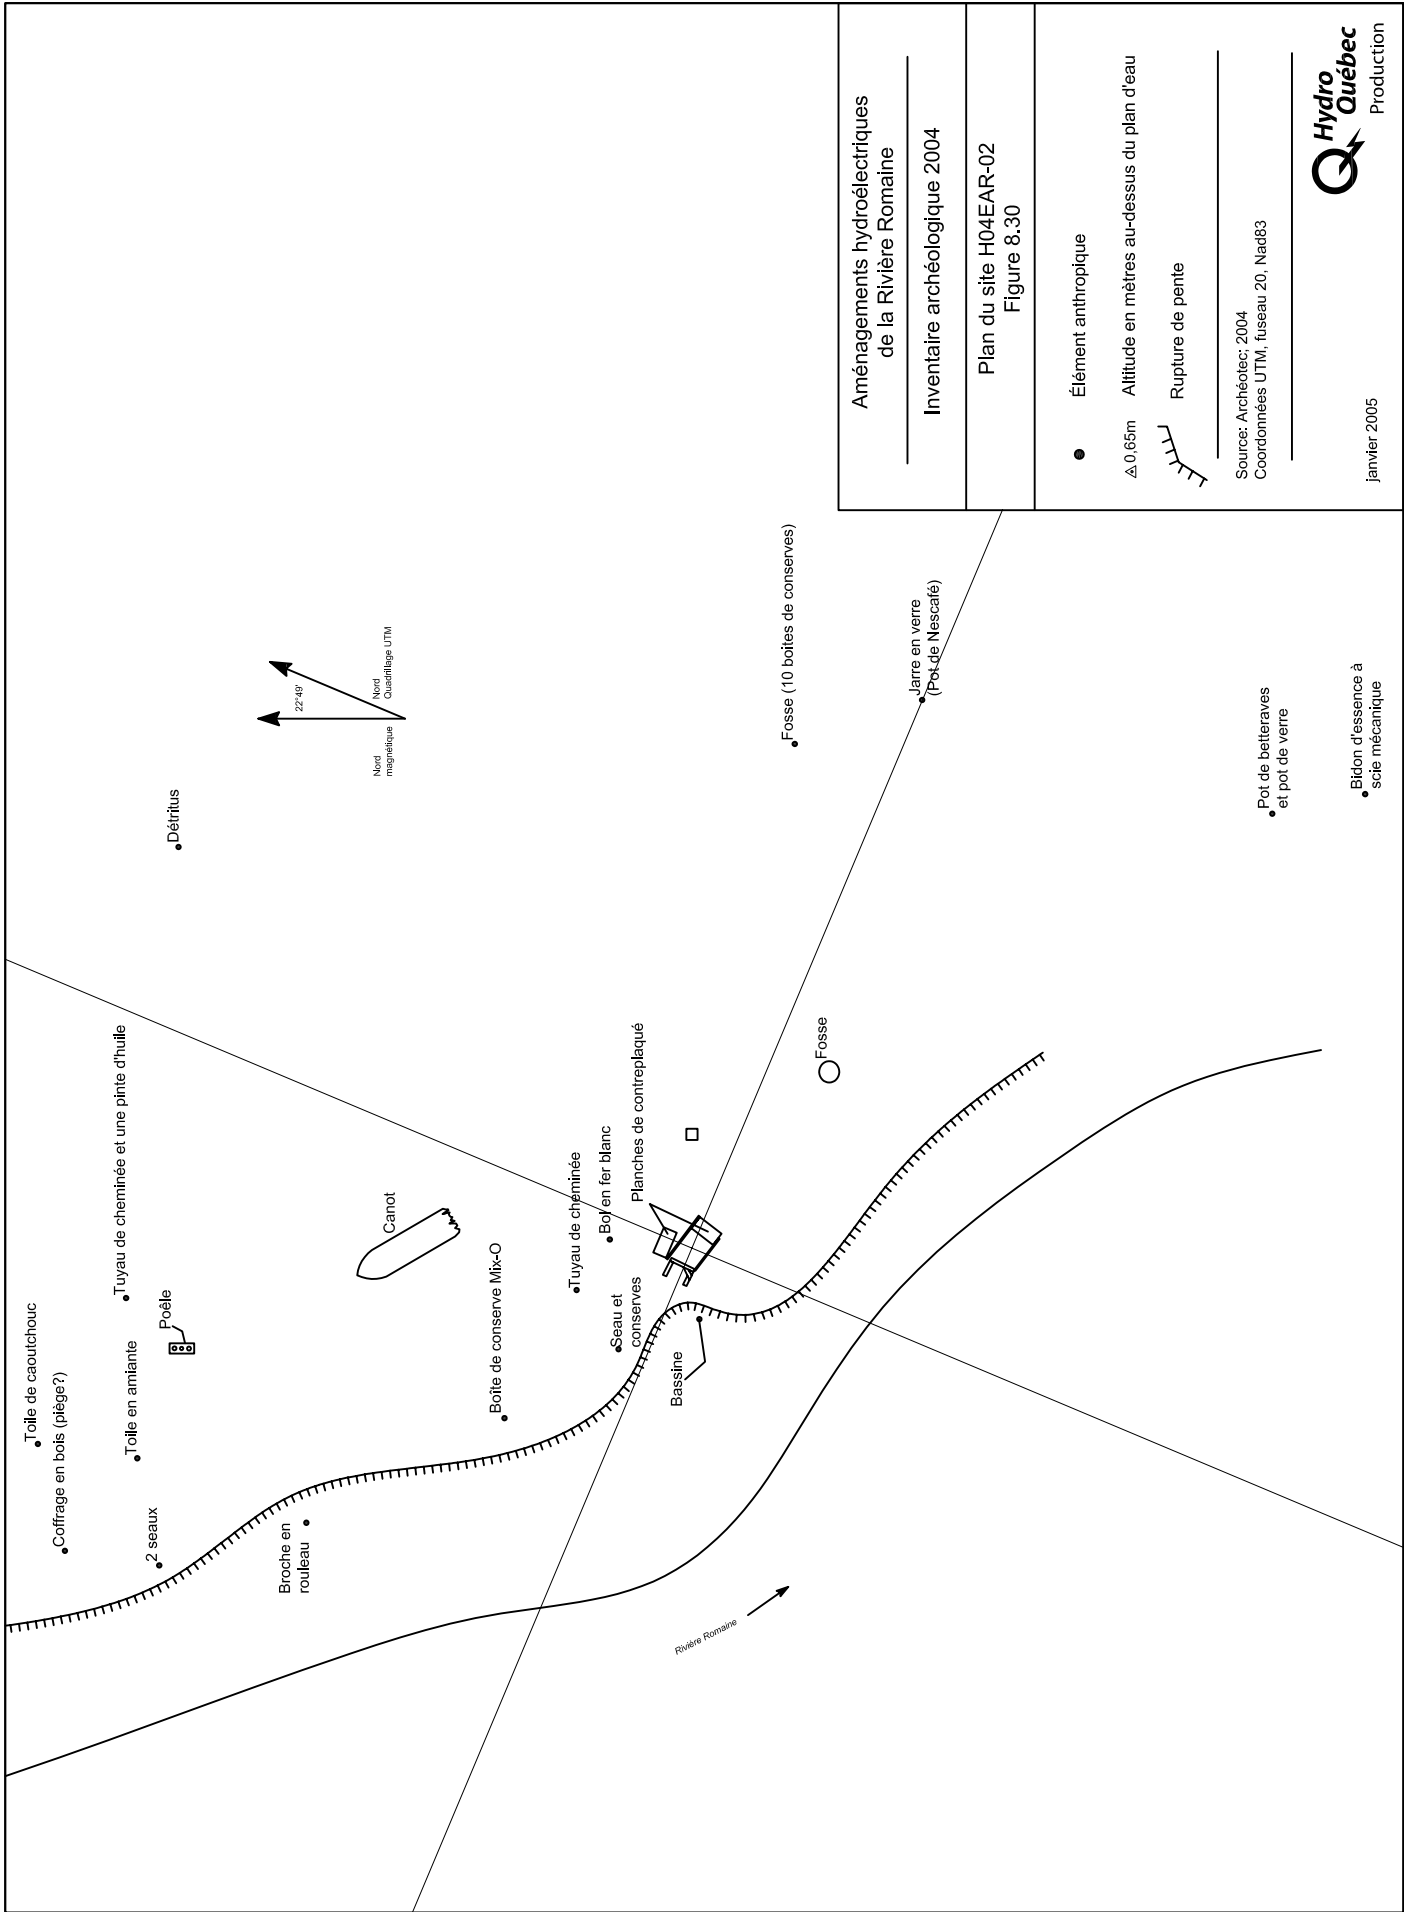 Toile de caoutchouc
Coffrage en bois (piège?)
Tuyau de cheminée et une pinte d'huile
Toile en amiante
2 seaux
Poêle
Détritus
Broche en
rouleau
Canot
22°49'
Nord
magnétique
Nord
Quadrillage UTM
Boîte de conserve Mix-O
Tuyau de cheminée
Bol en fer blanc
Seau et
conserves
Planches de contreplaqué
Bassine
Rivière Romaine
Fosse
Fosse (10 boites de conserves)
Jarre en verre
(Pot de Nescafé)
Pot de betteraves
et pot de verre
Bidon d'essence à
scie mécanique
Aménagements hydroélectriques
de la Rivière Romaine
Inventaire archéologique 2004
Plan du site H04EAR-02
Figure 8.30
Élément anthropique
0,65m Altitude en mètres au-dessus du plan d'eau
Rupture de pente
Source: Archéotec; 2004
Coordonnées UTM, fuseau 20, Nad83
janvier 2005
Hydro
Québec
Production